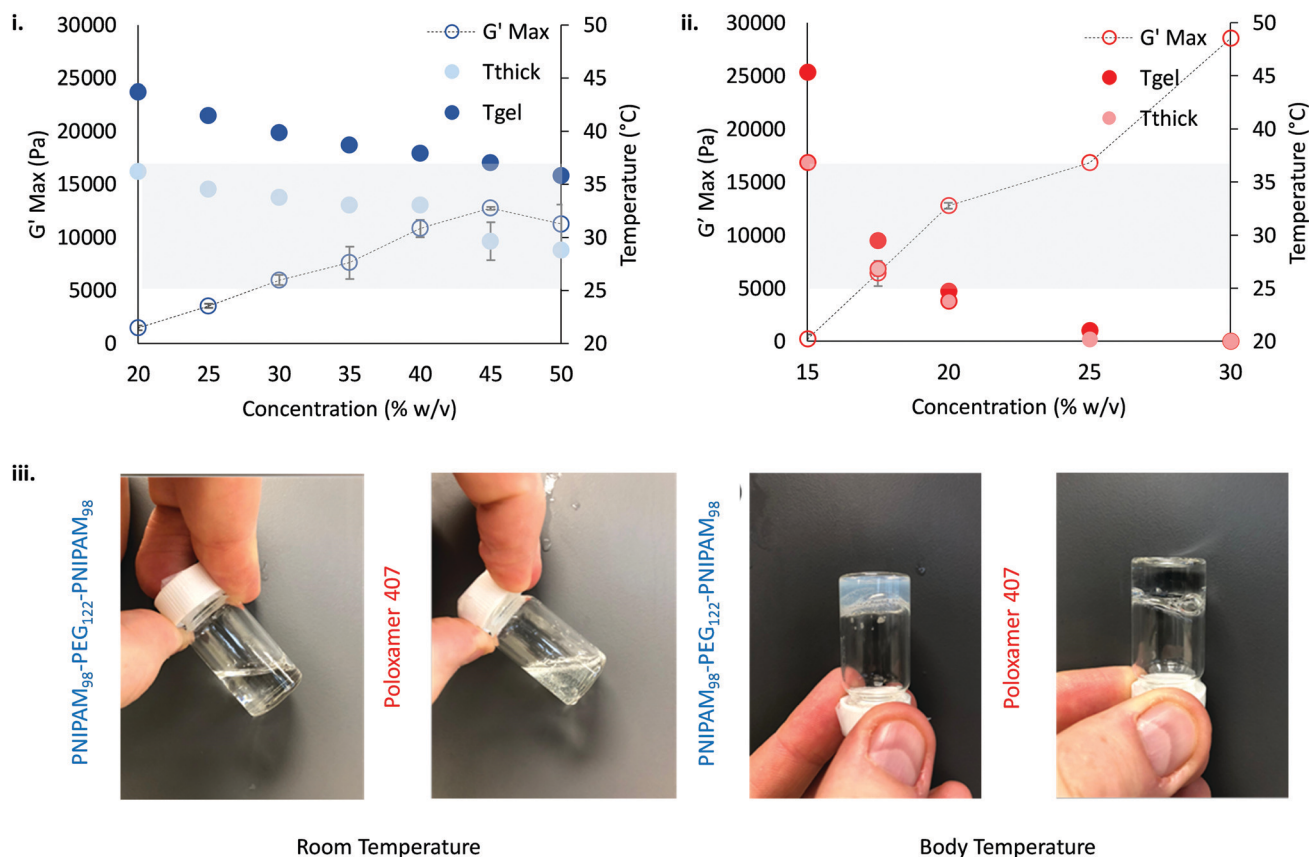 i.
30000
25000
20000
15000
10000
5000
0
G' Max (Pa)
50
45
40
35
30
25
20
Temperature (°C)
G' Max
Tthick
Tgel
20 25 30 35 40 45 50
Concentration (% w/v)
ii.
30000
25000
20000
15000
10000
5000
0
G’ Max (Pa)
50
45
40
35
30
25
20
Temperature (°C)
G' Max
Tgel
Tthick
15 20 25 30
Concentration (% w/v)
iii.
PNIPAM₉₈-PEG₁₂₂-PNIPAM₉₈
Poloxamer 407
PNIPAM₉₈-PEG₁₂₂-PNIPAM₉₈
Poloxamer 407
Room Temperature
Body Temperature